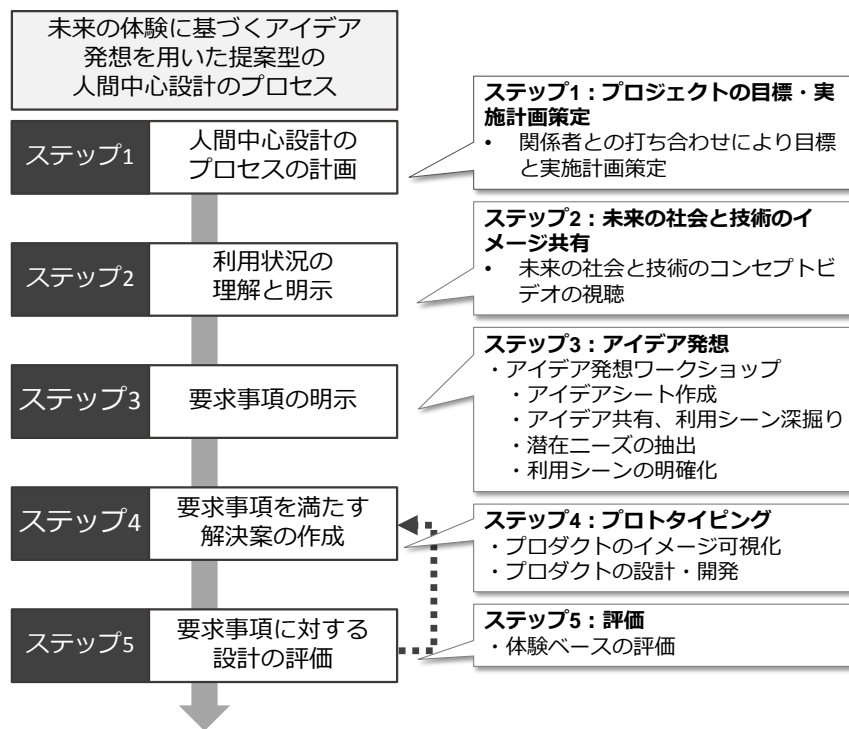 未来の体験に基づくアイデア
発想を用いた提案型の
人間中心設計のプロセス
ステップ1
人間中心設計の
プロセスの計画
ステップ1：プロジェクトの目標・実
施計画策定
• 関係者との打ち合わせにより目標
と実施計画策定
ステップ2
利用状況の
理解と明示
ステップ2：未来の社会と技術のイ
メージ共有
• 未来の社会と技術のコンセプトビ
デオの視聴
ステップ3
要求事項の明示
ステップ3：アイデア発想
・アイデア発想ワークショップ
・アイデアシート作成
・アイデア共有、利用シーン深掘り
・潜在ニーズの抽出
・利用シーンの明確化
ステップ4
要求事項を満たす
解決案の作成
ステップ4：プロトタイピング
・プロダクトのイメージ可視化
・プロダクトの設計・開発
ステップ5
要求事項に対する
設計の評価
ステップ5：評価
・体験ベースの評価